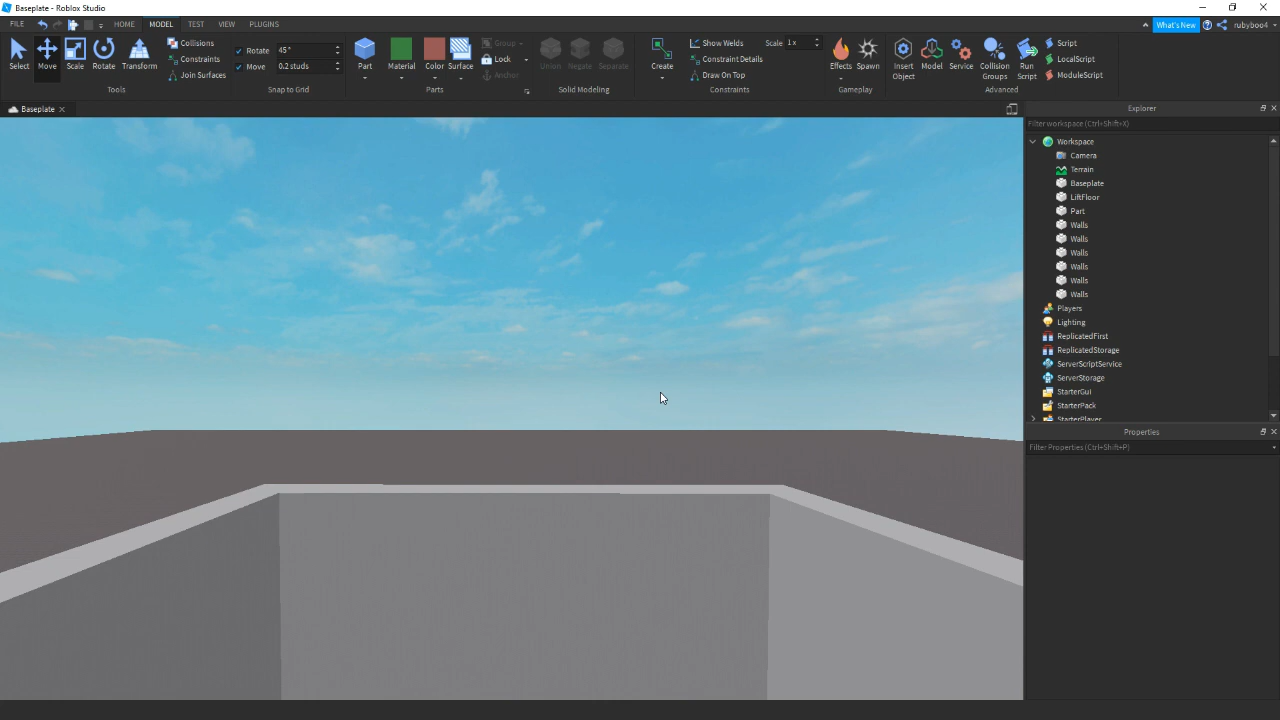 Baseplate - Roblox Studio
FILE HOME MODEL TEST VIEW PLUGINS What's New rubyboo4
Select Move Scale Rotate Transform
Collisions
Constraints
Join Surfaces
Tools
Rotate 45°
Move 0.2 studs
Snap to Grid
Part Material Color Surface
Group
Lock
Anchor
Parts
Union Negate Separate
Solid Modeling
Create
Show Welds Scale 1x
Constraint Details
Draw On Top
Constraints
Effects Spawn
Gameplay
Insert Object Model Service Collision Groups Run Script
Script
LocalScript
ModuleScript
Advanced
Baseplate
Explorer
Filter workspace (Ctrl+Shift+X)
Workspace
Camera
Terrain
Baseplate
LiftFloor
Part
Walls
Walls
Walls
Walls
Walls
Walls
Players
Lighting
ReplicatedFirst
ReplicatedStorage
ServerScriptService
ServerStorage
StarterGui
StarterPack
StarterPlayer
Properties
Filter Properties (Ctrl+Shift+P)